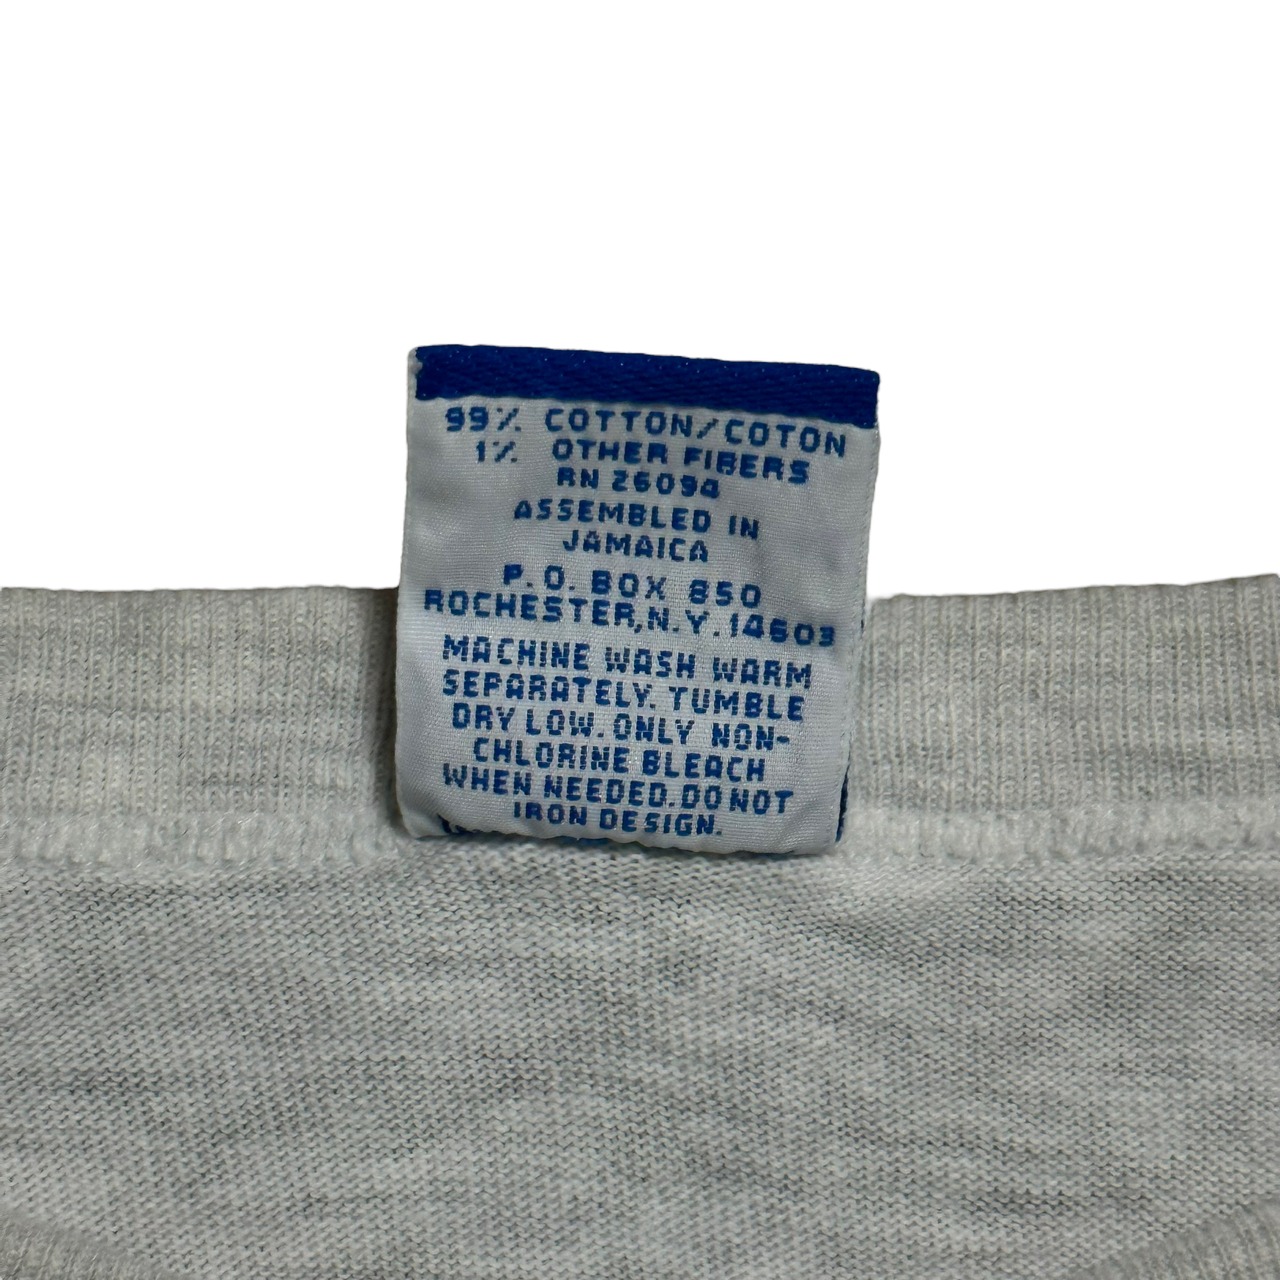 99% COTTON/COTON
1% OTHER FIBERS
RN 26094
ASSEMBLED IN
JAMAICA
P.O. BOX 850
ROCHESTER,N.Y.14603
MACHINE WASH WARM
SEPARATELY. TUMBLE
DRY LOW. ONLY NON-
CHLORINE BLEACH
WHEN NEEDED. DO NOT
IRON DESIGN.